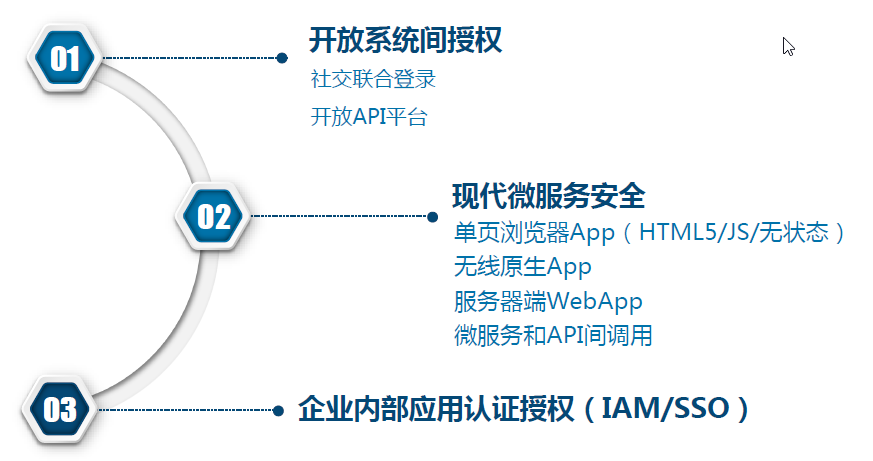 01
开放系统间授权
社交联合登录
开放API平台
02
现代微服务安全
单页浏览器App（HTML5/JS/无状态）
无线原生App
服务器端WebApp
微服务和API间调用
03
企业内部应用认证授权（IAM/SSO）